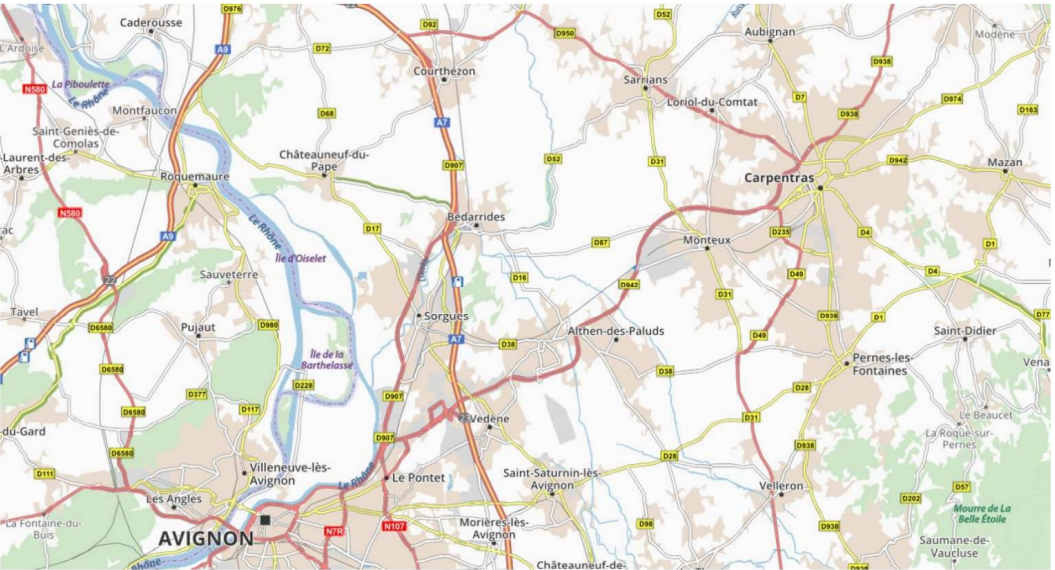 D976
D92
D52
Caderousse
D950
Aubignan
Modène
L'Ardoise
A9
D72
D938
La Piboulette
Courthézon
Sarrians
N580
Le Rhône
D7
Loriol-du-Comtat
D974
D163
Montfaucon
D68
A7
D938
Saint-Geniès-de-
Comolas
Châteauneuf-du-
Pape
D907
D52
D31
D942
Mazan
Laurent-des-
Arbres
Roquemaure
Carpentras
N580
Le Rhône
Bédarrides
D17
D87
Monteux
D235
D4
D1
A9
Île d'Oiselet
Sauveterre
D16
D942
D49
D4
D31
Tavel
D6580
Pujaut
D980
Sorgues
A7
D38
Althen-des-Paluds
D938
D1
D49
Saint-Didier
D77
Île de la
Barthelasse
Pernes-les-
Fontaines
Vena
D6580
D228
D38
D377
D907
D28
D6580
D117
Vedène
D31
Le Beaucet
-du-Gard
D907
La Roque-sur-
Pernes
D6580
D28
D938
D111
Villeneuve-lès-
Avignon
Le Rhône
Le Pontet
Saint-Saturnin-lès-
Avignon
Velleron
D57
Les Angles
D202
Mourre de La
Belle Étoile
La Fontaine-du-
Buis
AVIGNON
N7R
N107
Morières-lès-
Avignon
D98
D938
Saumane-de-
Vaucluse
Rhône
Châteauneuf-de-
D938